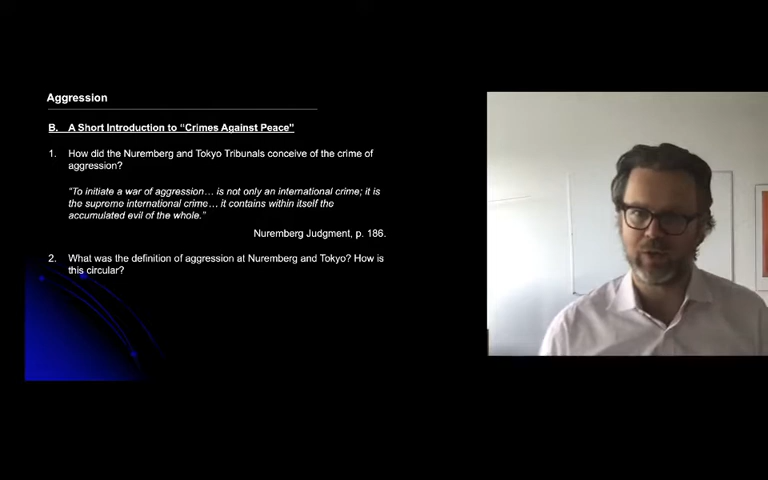 Aggression
B. A Short Introduction to "Crimes Against Peace"
1. How did the Nuremberg and Tokyo Tribunals conceive of the crime of
aggression?
"To initiate a war of aggression… is not only an international crime; it is
the supreme international crime… it contains within itself the
accumulated evil of the whole."
Nuremberg Judgment, p. 186.
2. What was the definition of aggression at Nuremberg and Tokyo? How is
this circular?